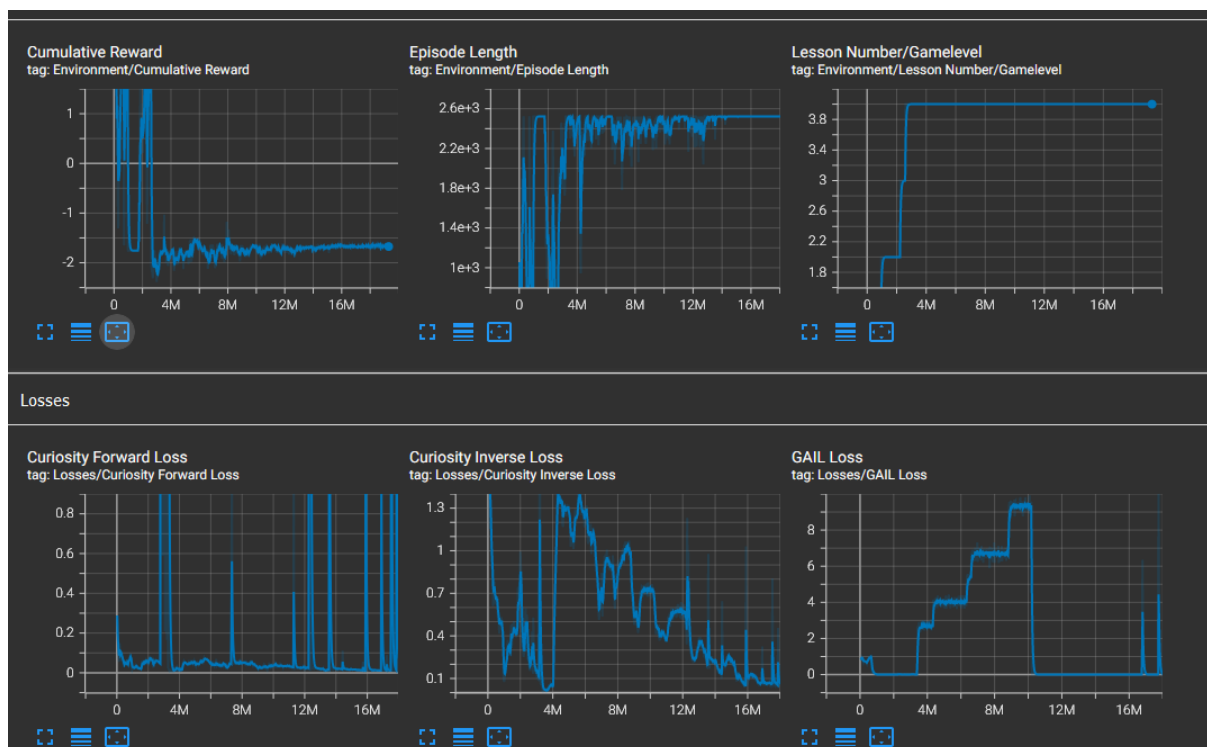 Cumulative Reward
tag: Environment/Cumulative Reward
1
0
-1
-2
0 4M 8M 12M 16M
Episode Length
tag: Environment/Episode Length
2.6e+3
2.2e+3
1.8e+3
1.4e+3
1e+3
0 4M 8M 12M 16M
Lesson Number/Gamelevel
tag: Environment/Lesson Number/Gamelevel
3.8
3.4
3
2.6
2.2
1.8
0 4M 8M 12M 16M
Losses
Curiosity Forward Loss
tag: Losses/Curiosity Forward Loss
0.8
0.6
0.4
0.2
0
0 4M 8M 12M 16M
Curiosity Inverse Loss
tag: Losses/Curiosity Inverse Loss
1.3
1
0.7
0.4
0.1
0 4M 8M 12M 16M
GAIL Loss
tag: Losses/GAIL Loss
8
6
4
2
0
0 4M 8M 12M 16M